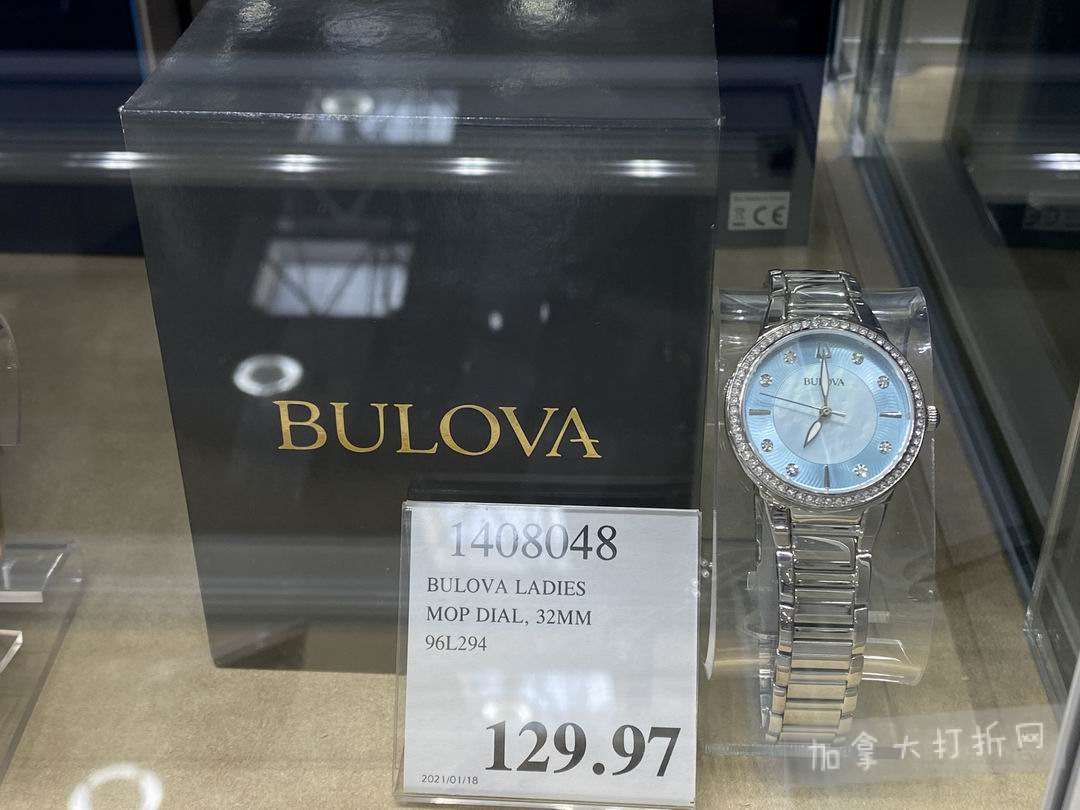 BULOVA
BULOVA
1408048
BULOVA LADIES
MOP DIAL, 32MM
96L294
129.97
2021/01/18
CE
加拿大打折网